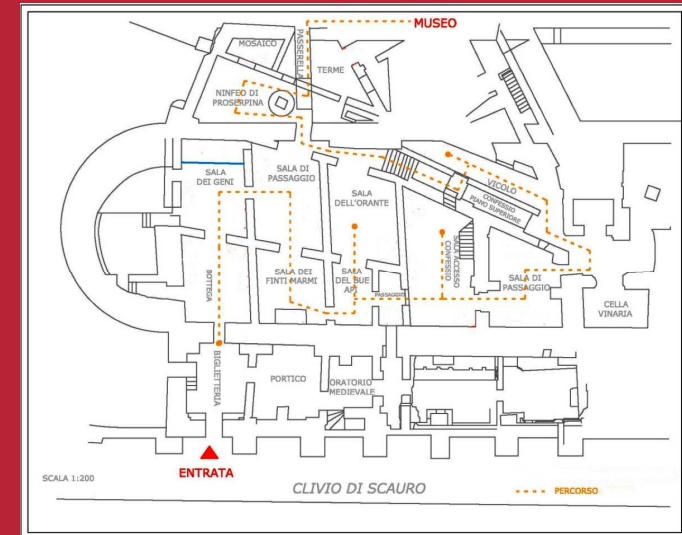 MUSEO
MOSAICO
PASSERELLA
TERME
NINFEO DI
PROSERPINA
SALA
DEI GENI
SALA DI
PASSAGGIO
SALA
DELL'ORANTE
VICOLO
CONFESSIO
PIANO SUPERIORE
BOTTEGA
SALA DEI
FINTI MARMI
SALA
DEL BUE
API
PASSAGGIO
SALA ACCESSO
CONFESSIO
SALA DI
PASSAGGIO
CELLA
VINARIA
BIGLIETTERIA
PORTICO
ORATORIO
MEDIEVALE
ENTRATA
SCALA 1:200
CLIVIO DI SCAURO
PERCORSO